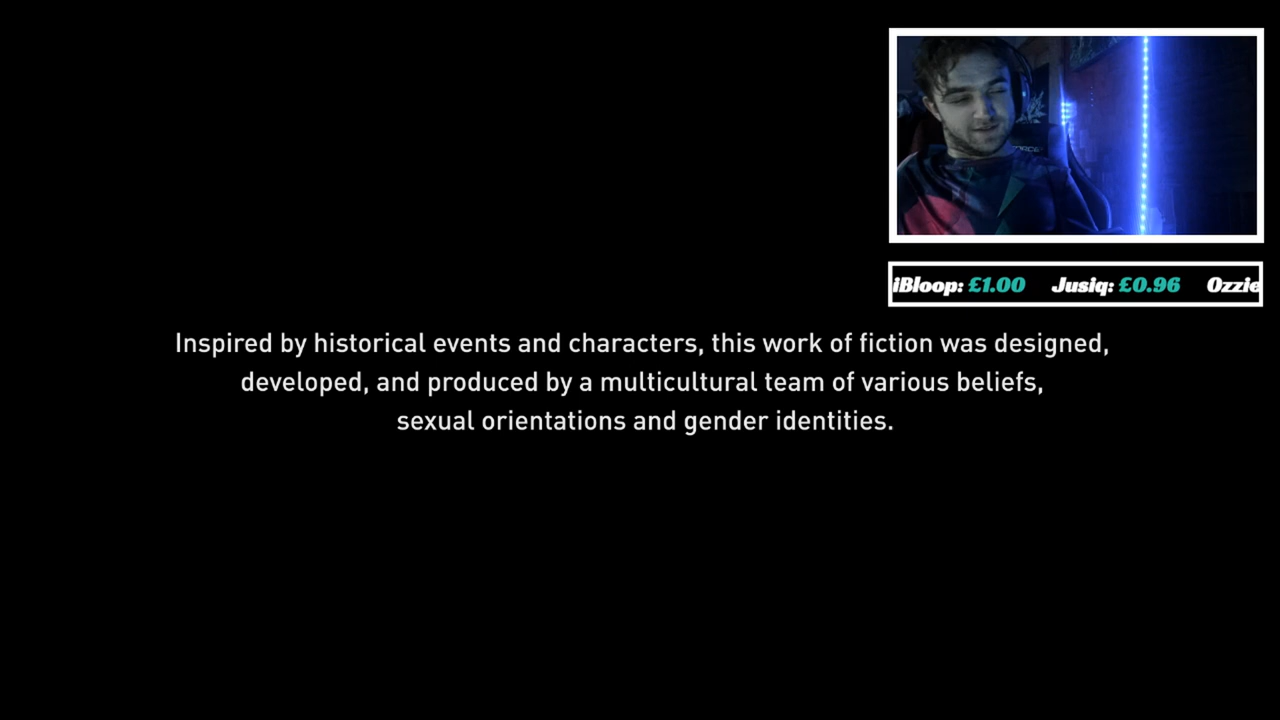 iBloop: £1.00 Jusiq: £0.96 Ozzie
Inspired by historical events and characters, this work of fiction was designed,
developed, and produced by a multicultural team of various beliefs,
sexual orientations and gender identities.